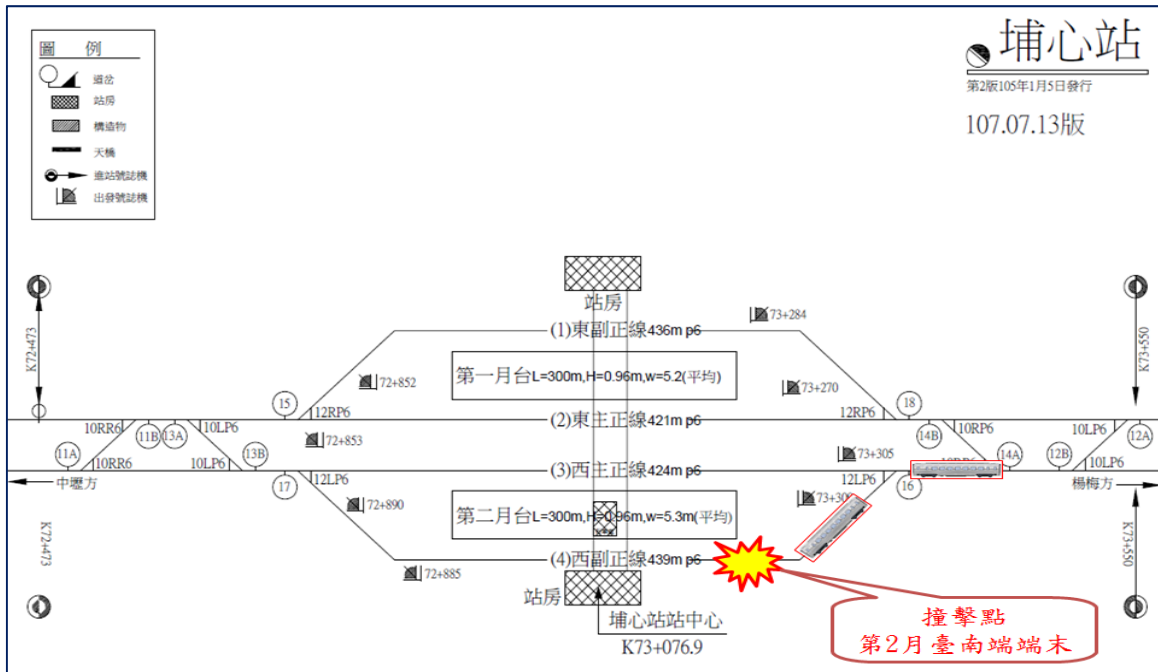 圖 例
道岔
站房
構造物
天橋
進站號誌機
出發號誌機
埔心站
第2版105年1月5日發行
107.07.13版
站房
(1)東副正線436m p6
73+284
K72+473
K73+550
72+852
第一月台L=300m,H=0.96m,w=5.2(平均)
73+270
15
12RP6
(2)東主正線421m p6
12RP6
18
10RR6
11B
13A
10LP6
14B
10RP6
10LP6
12A
11A
10RR6
10LP6
13B
72+853
73+305
14A
12B
10LP6
(3)西主正線424m p6
中壢方
17
12LP6
12LP6
16
楊梅方
72+890
第二月台L=300m,H=0.96m,w=5.3m(平均)
K72+473
K73+550
(4)西副正線439m p6
72+885
站房
埔心站站中心
K73+076.9
撞擊點
第2月臺南端端末